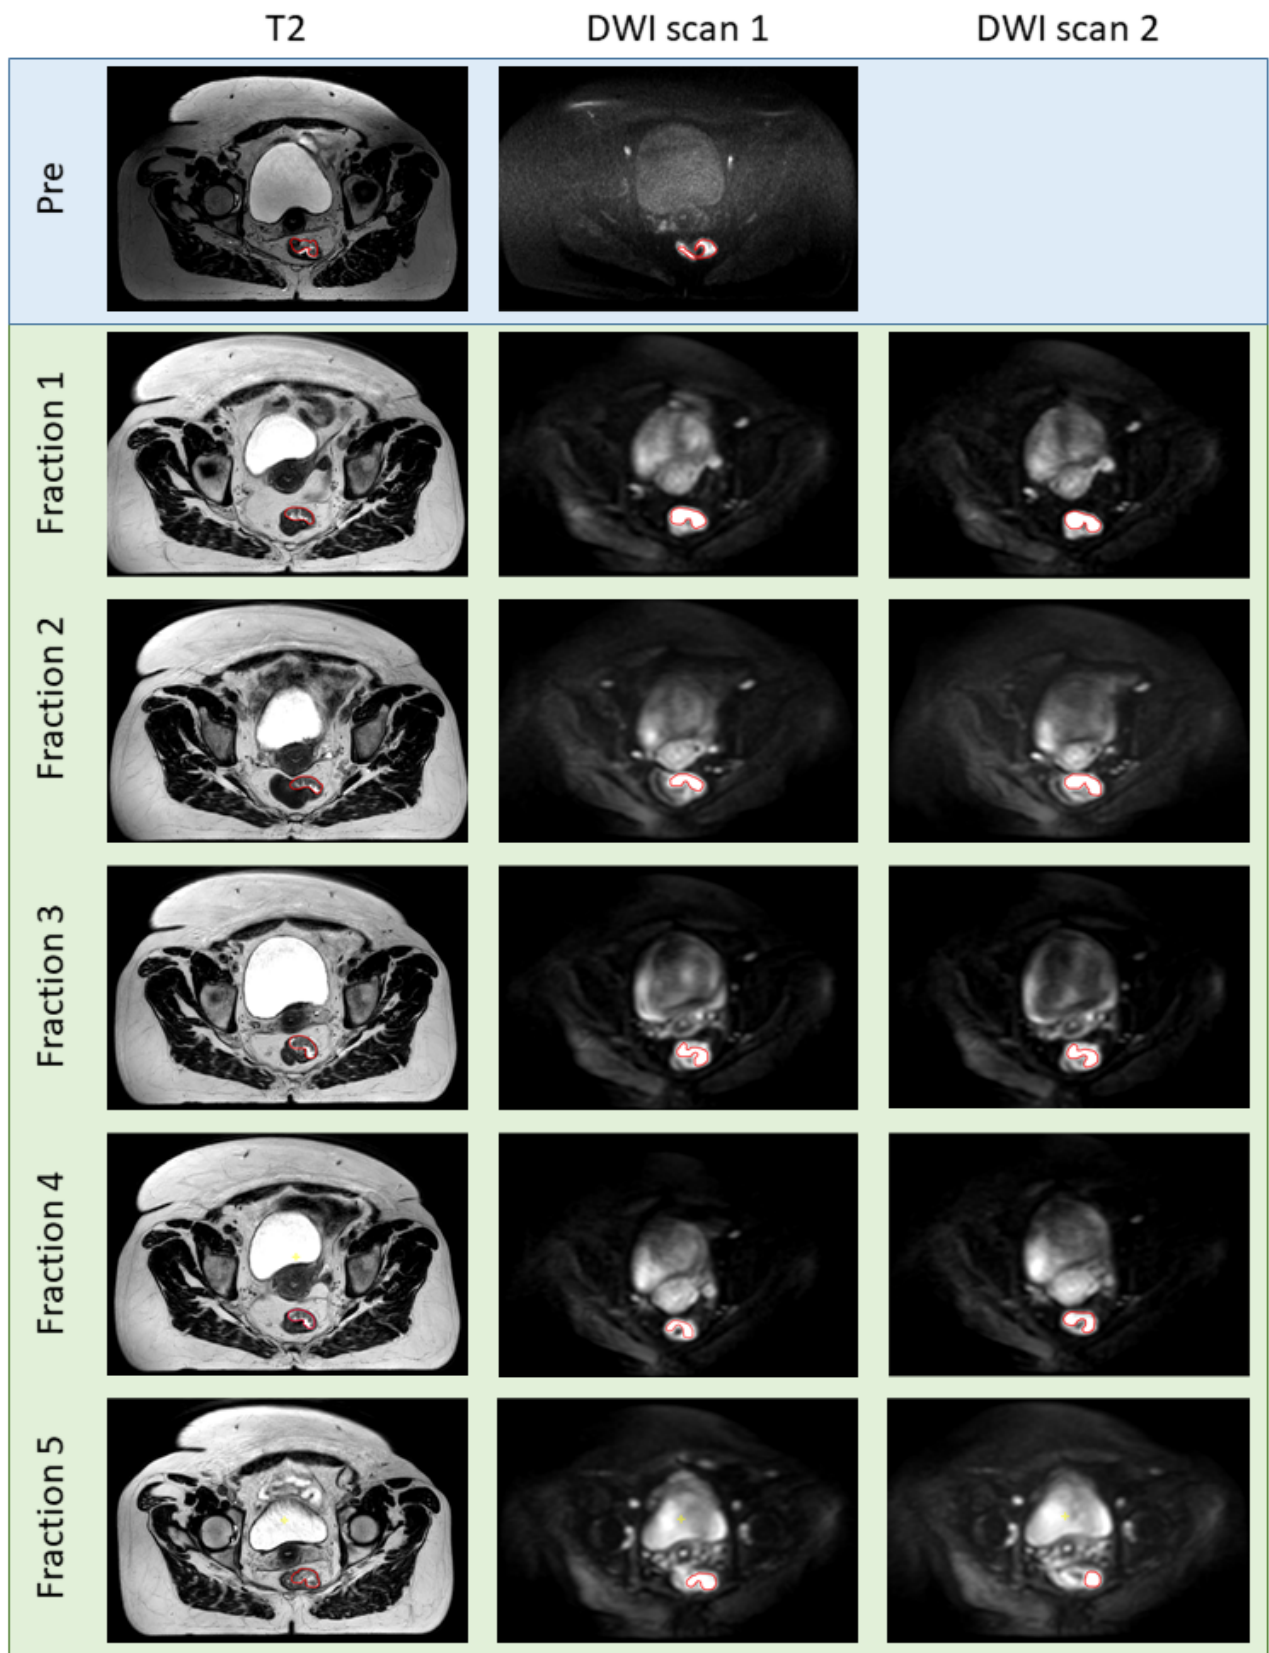 T2 DWI scan 1 DWI scan 2
Pre
Fraction 1
Fraction 2
Fraction 3
Fraction 4
Fraction 5